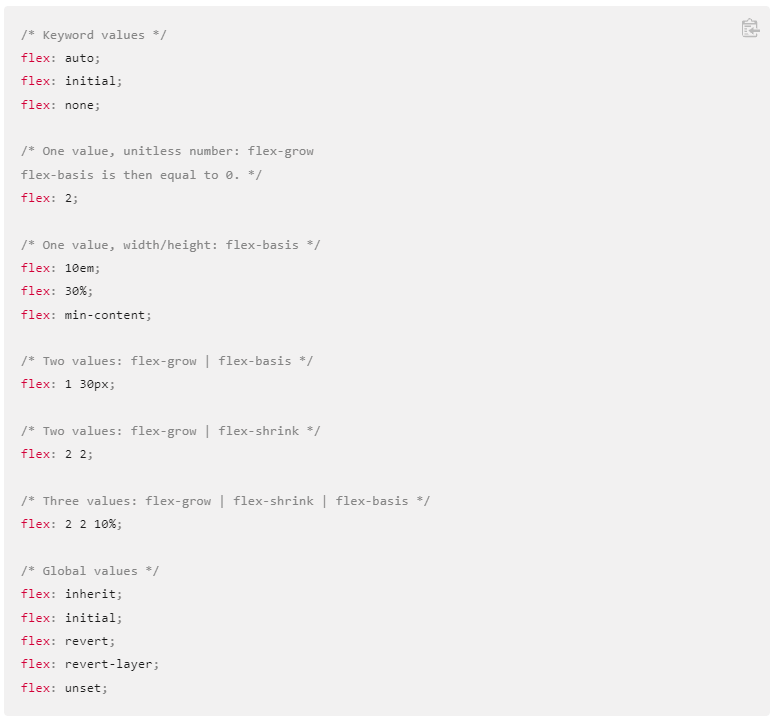 /* Keyword values */
flex: auto;
flex: initial;
flex: none;
/* One value, unitless number: flex-grow
flex-basis is then equal to 0. */
flex: 2;
/* One value, width/height: flex-basis */
flex: 10em;
flex: 30%;
flex: min-content;
/* Two values: flex-grow | flex-basis */
flex: 1 30px;
/* Two values: flex-grow | flex-shrink */
flex: 2 2;
/* Three values: flex-grow | flex-shrink | flex-basis */
flex: 2 2 10%;
/* Global values */
flex: inherit;
flex: initial;
flex: revert;
flex: revert-layer;
flex: unset;